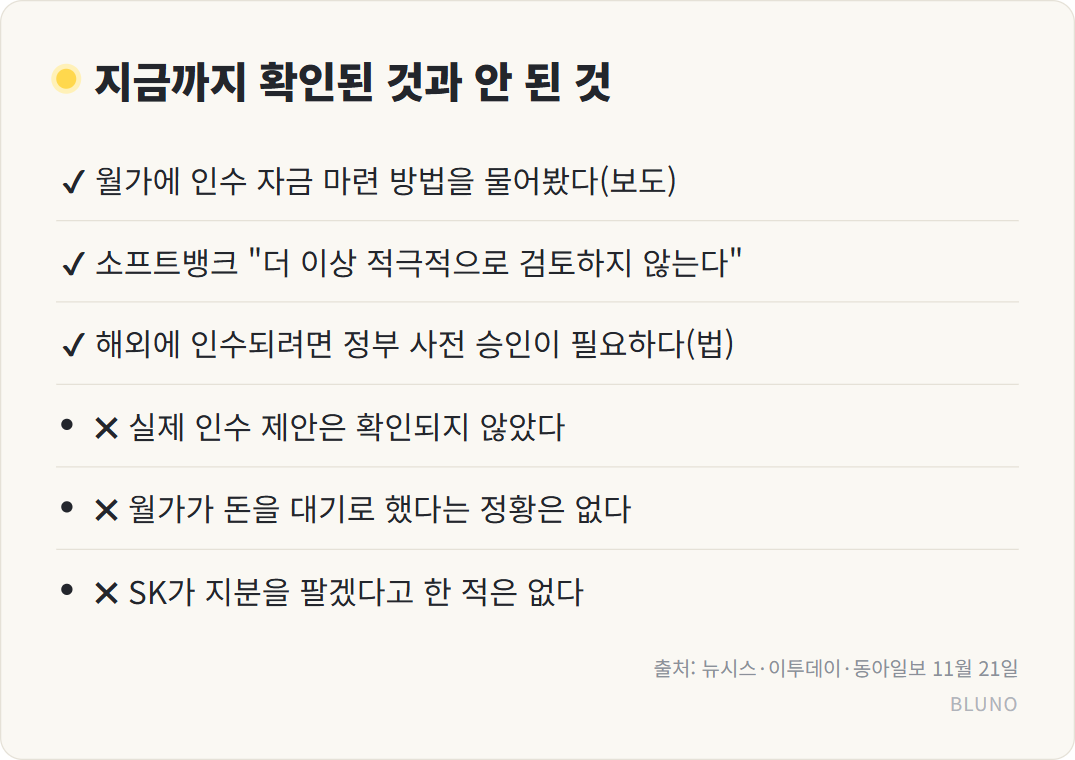 지금까지 확인된 것과 안 된 것
✓ 월가에 인수 자금 마련 방법을 물어봤다(보도)
✓ 소프트뱅크 "더 이상 적극적으로 검토하지 않는다"
✓ 해외에 인수되려면 정부 사전 승인이 필요하다(법)
• ✕ 실제 인수 제안은 확인되지 않았다
• ✕ 월가가 돈을 대기로 했다는 정황은 없다
• ✕ SK가 지분을 팔겠다고 한 적은 없다
출처: 뉴시스·이투데이·동아일보 11월 21일
BLUNO